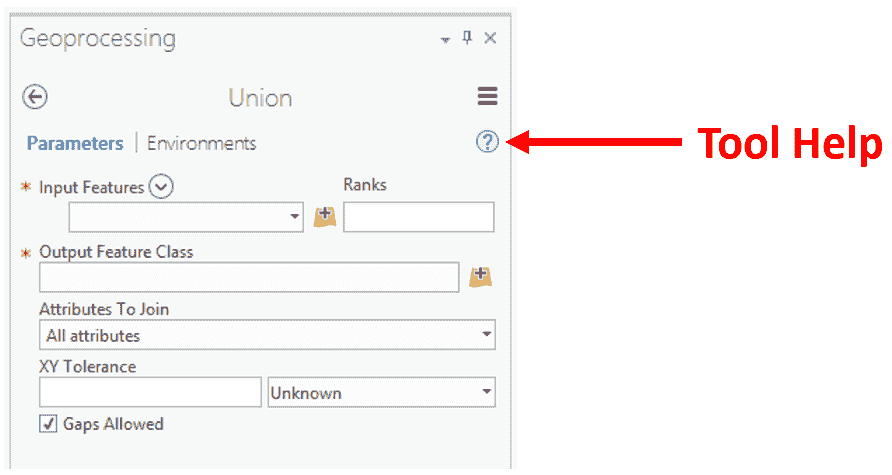 Geoprocessing
Union
Parameters | Environments
Tool Help
* Input Features
Ranks
* Output Feature Class
Attributes To Join
All attributes
XY Tolerance
Unknown
Gaps Allowed